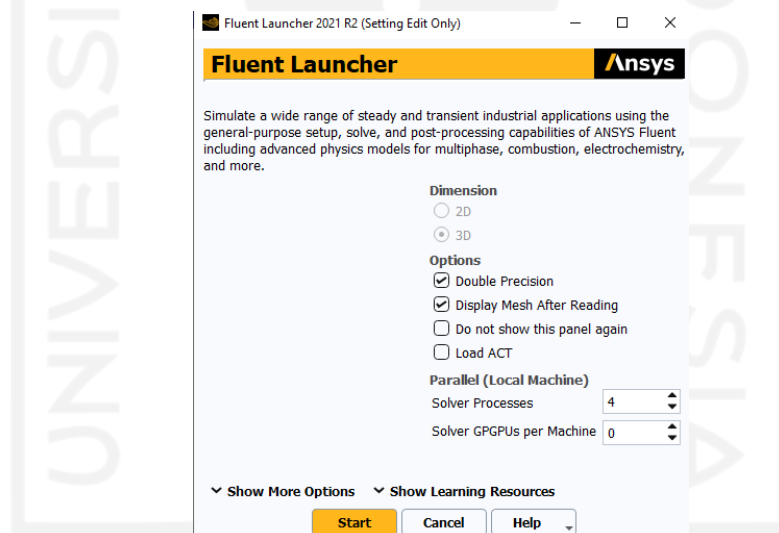 Fluent Launcher 2021 R2 (Setting Edit Only)
Fluent Launcher
Ansys
Simulate a wide range of steady and transient industrial applications using the
general-purpose setup, solve, and post-processing capabilities of ANSYS Fluent
including advanced physics models for multiphase, combustion, electrochemistry,
and more.
Dimension
2D
3D
Options
Double Precision
Display Mesh After Reading
Do not show this panel again
Load ACT
Parallel (Local Machine)
Solver Processes 4
Solver GPGPUs per Machine 0
Show More Options Show Learning Resources
Start Cancel Help
UNIVERSI
ONESIA